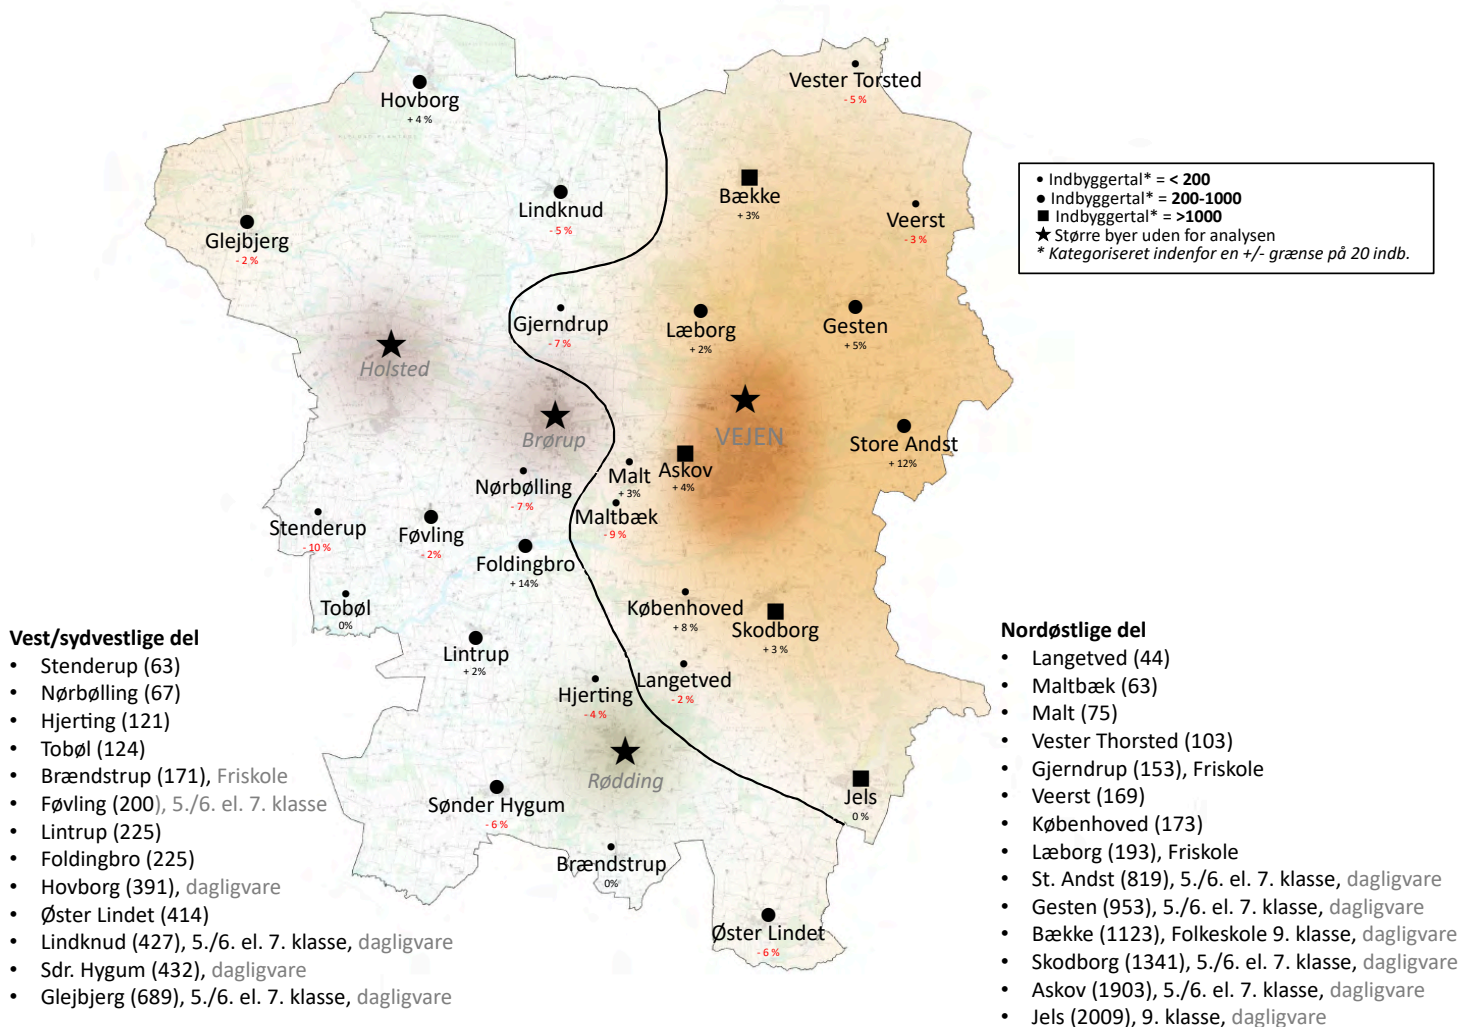 Hovborg
+ 4 %
Vester Torsted
- 5 %
Bække
+ 3%
Lindknud
- 5 %
Veerst
- 3 %
Glejbjerg
- 2 %
• Indbyggertal* = < 200
● Indbyggertal* = 200-1000
■ Indbyggertal* = >1000
★ Større byer uden for analsen
* Kategoriseret indenfor en +/- grænse på 20 indb.
Gjerndrup
- 7 %
Læborg
+ 2%
Gesten
+ 5%
Holsted
Brørup
VEJEN
Store Andst
+ 12%
Askov
+ 4%
Malt
+ 3%
Nørbølling
- 7 %
Maltbæk
- 9 %
Stenderup
- 10 %
Føvling
- 2%
Foldingbro
+ 14%
Tobøl
0%
Københoved
+ 8 %
Skodborg
+ 3 %
Lintrup
+ 2%
Hjerting
- 4 %
Langetved
- 2 %
Rødding
Sønder Hygum
- 6 %
Jels
0 %
Brændstrup
0%
Øster Lindet
- 6 %
Vest/sydvestlige del
• Stenderup (63)
• Nørbølling (67)
• Hjerting (121)
• Tobøl (124)
• Brændstrup (171), Friskole
• Føvling (200), 5./6. el. 7. klasse
• Lintrup (225)
• Foldingbro (225)
• Hovborg (391), dagligvare
• Øster Lindet (414)
• Lindknud (427), 5./6. el. 7. klasse, dagligvare
• Sdr. Hygum (432), dagligvare
• Glejbjerg (689), 5./6. el. 7. klasse, dagligvare
Nordøstlige del
• Langetved (44)
• Maltbæk (63)
• Malt (75)
• Vester Thorsted (103)
• Gjerndrup (153), Friskole
• Veerst (169)
• Københoved (173)
• Læborg (193), Friskole
• St. Andst (819), 5./6. el. 7. klasse, dagligvare
• Gesten (953), 5./6. el. 7. klasse, dagligvare
• Bække (1123), Folkeskole 9. klasse, dagligvare
• Skodborg (1341), 5./6. el. 7. klasse, dagligvare
• Askov (1903), 5./6. el. 7. klasse, dagligvare
• Jels (2009), 9. klasse, dagligvare